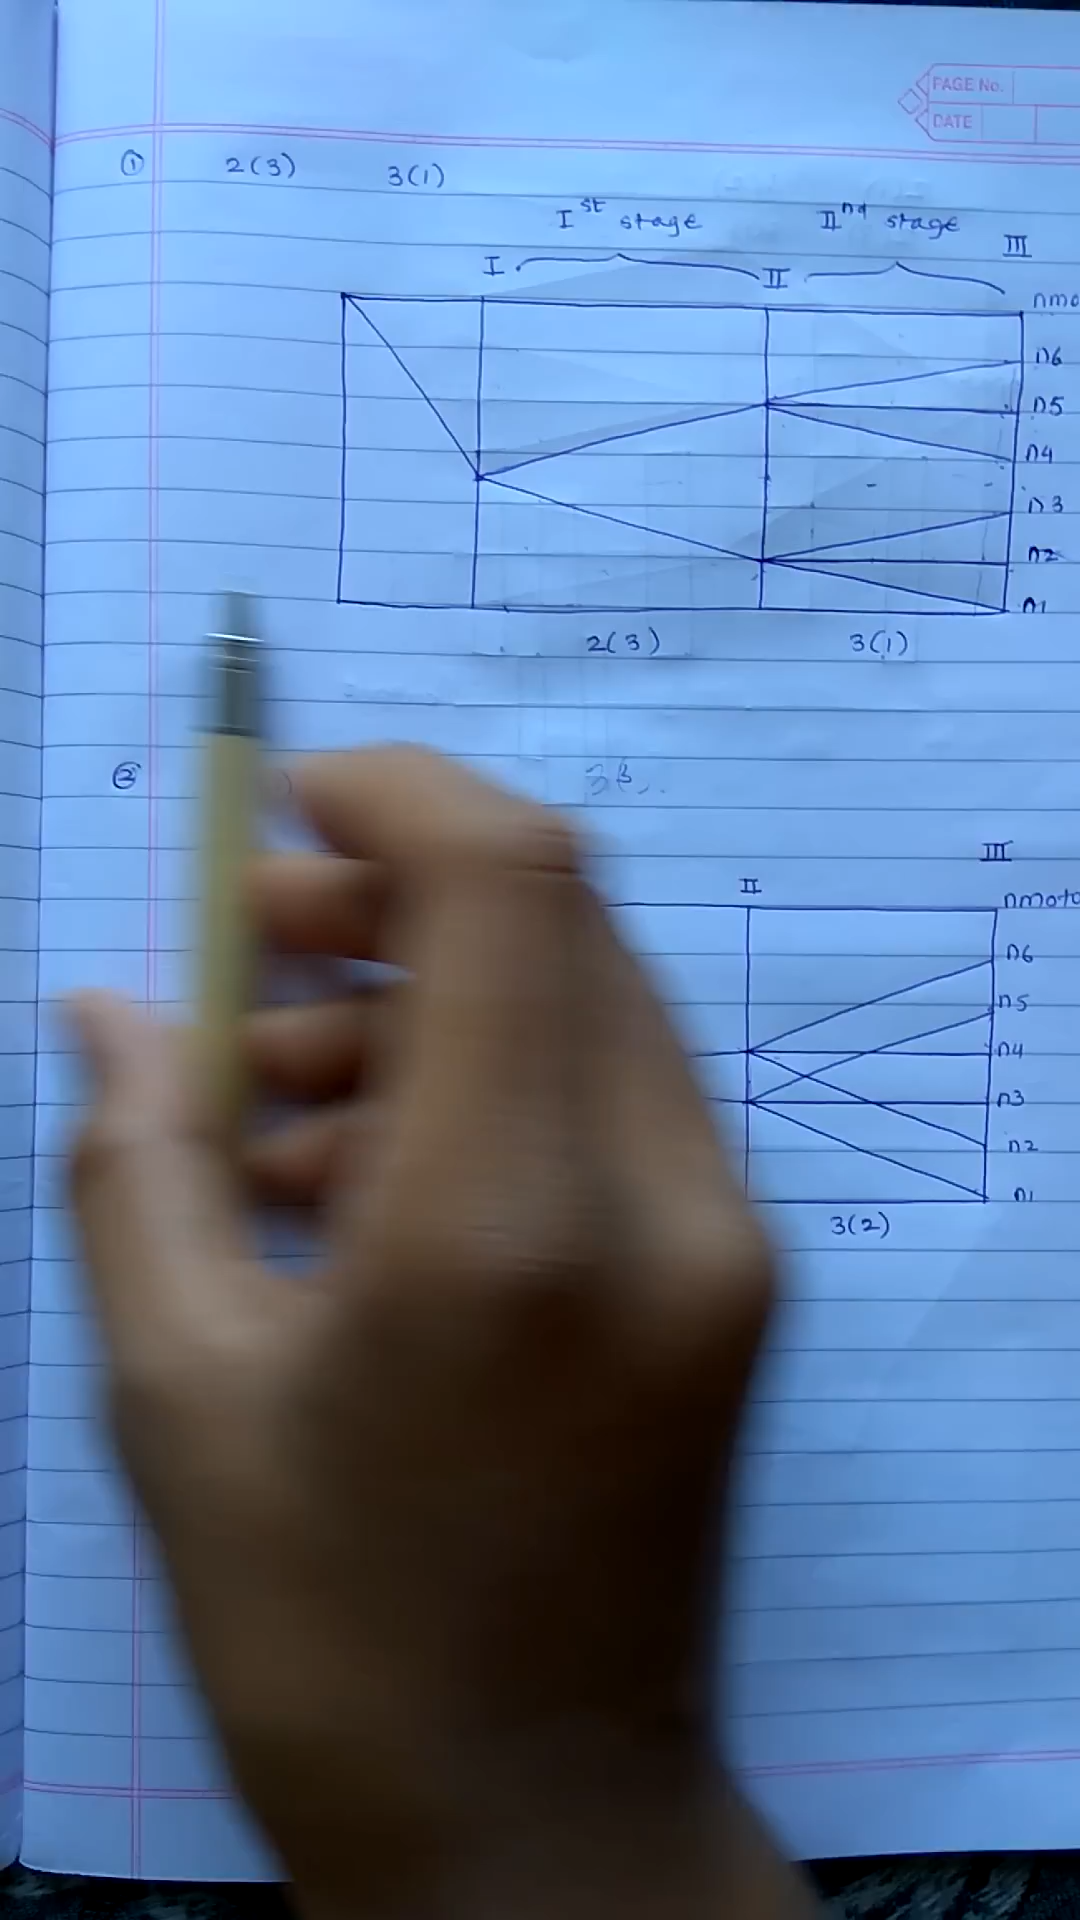 PAGE No.
DATE
① 2(3) 3(1)
Ist stage IInd stage
I II III
nmo
n6
n5
n4
n3
n2
n1
2(3) 3(1)
②
III
II
nmoto
n6
n5
n4
n3
n2
n1
3(2)